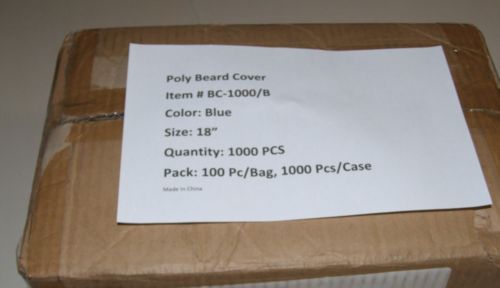 Poly Beard Cover
Item # BC-1000/B
Color: Blue
Size: 18”
Quantity: 1000 PCS
Pack: 100 Pc/Bag, 1000 Pcs/Case
Made In China